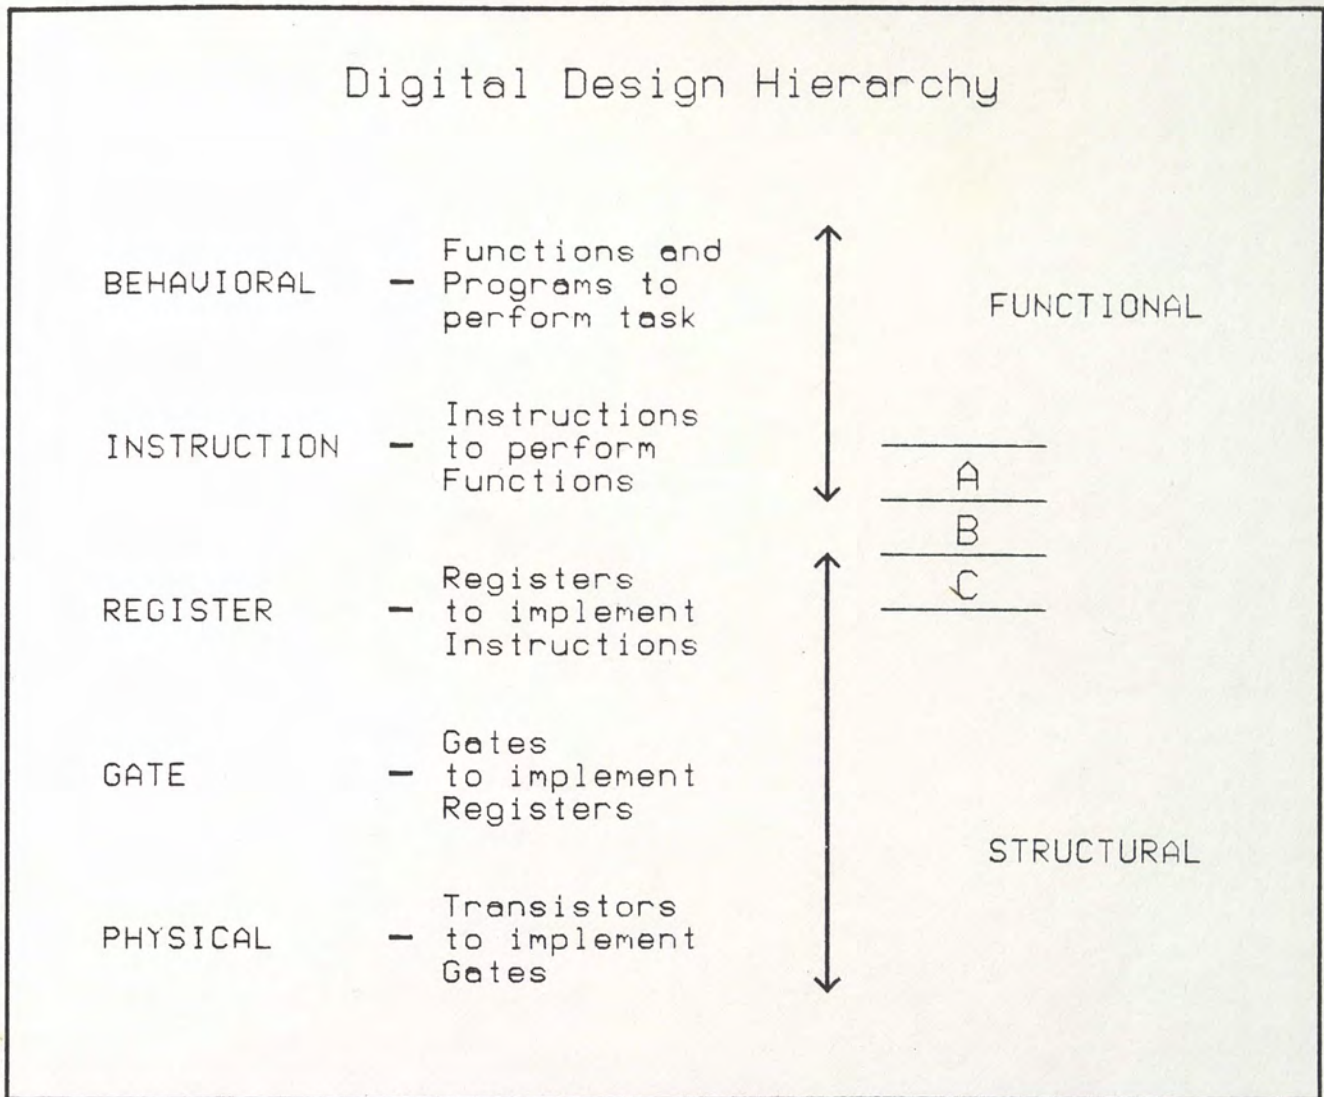 Digital Design Hierarchy
BEHAVIORAL - Functions and
Programs to
perform task
FUNCTIONAL
INSTRUCTION - Instructions
to perform
Functions
A
B
C
REGISTER - Registers
to implement
Instructions
GATE - Gates
to implement
Registers
STRUCTURAL
PHYSICAL - Transistors
to implement
Gates